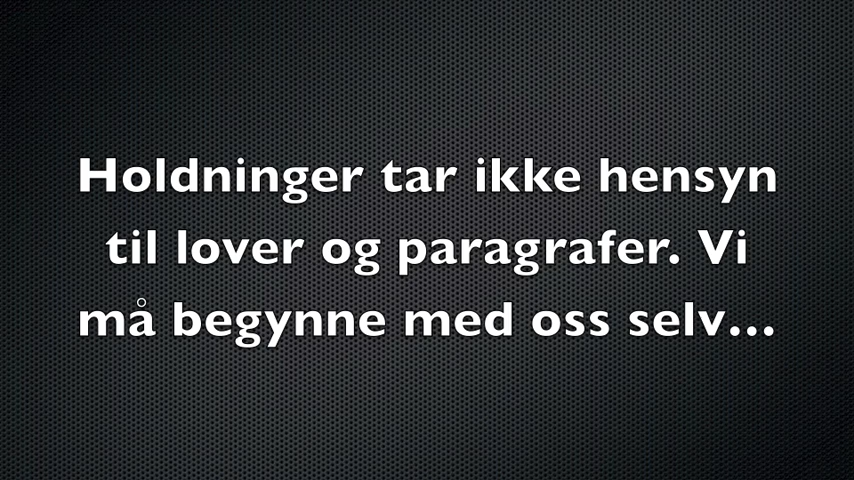 Holdninger tar ikke hensyn
til lover og paragrafer. Vi
må begynne med oss selv...